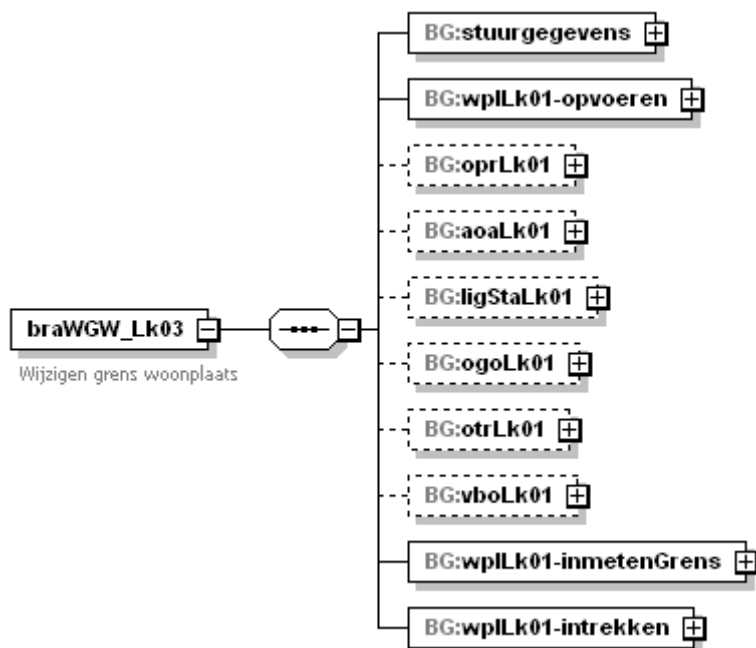 BG:stuurgegevens
BG:wplLk01-opvoeren
BG:oprLk01
BG:aoaLk01
BG:ligStaLk01
braWGW_Lk03
Wijzigen grens woonplaats
BG:ogoLk01
BG:otrLk01
BG:vboLk01
BG:wplLk01-inmetenGrens
BG:wplLk01-intrekken